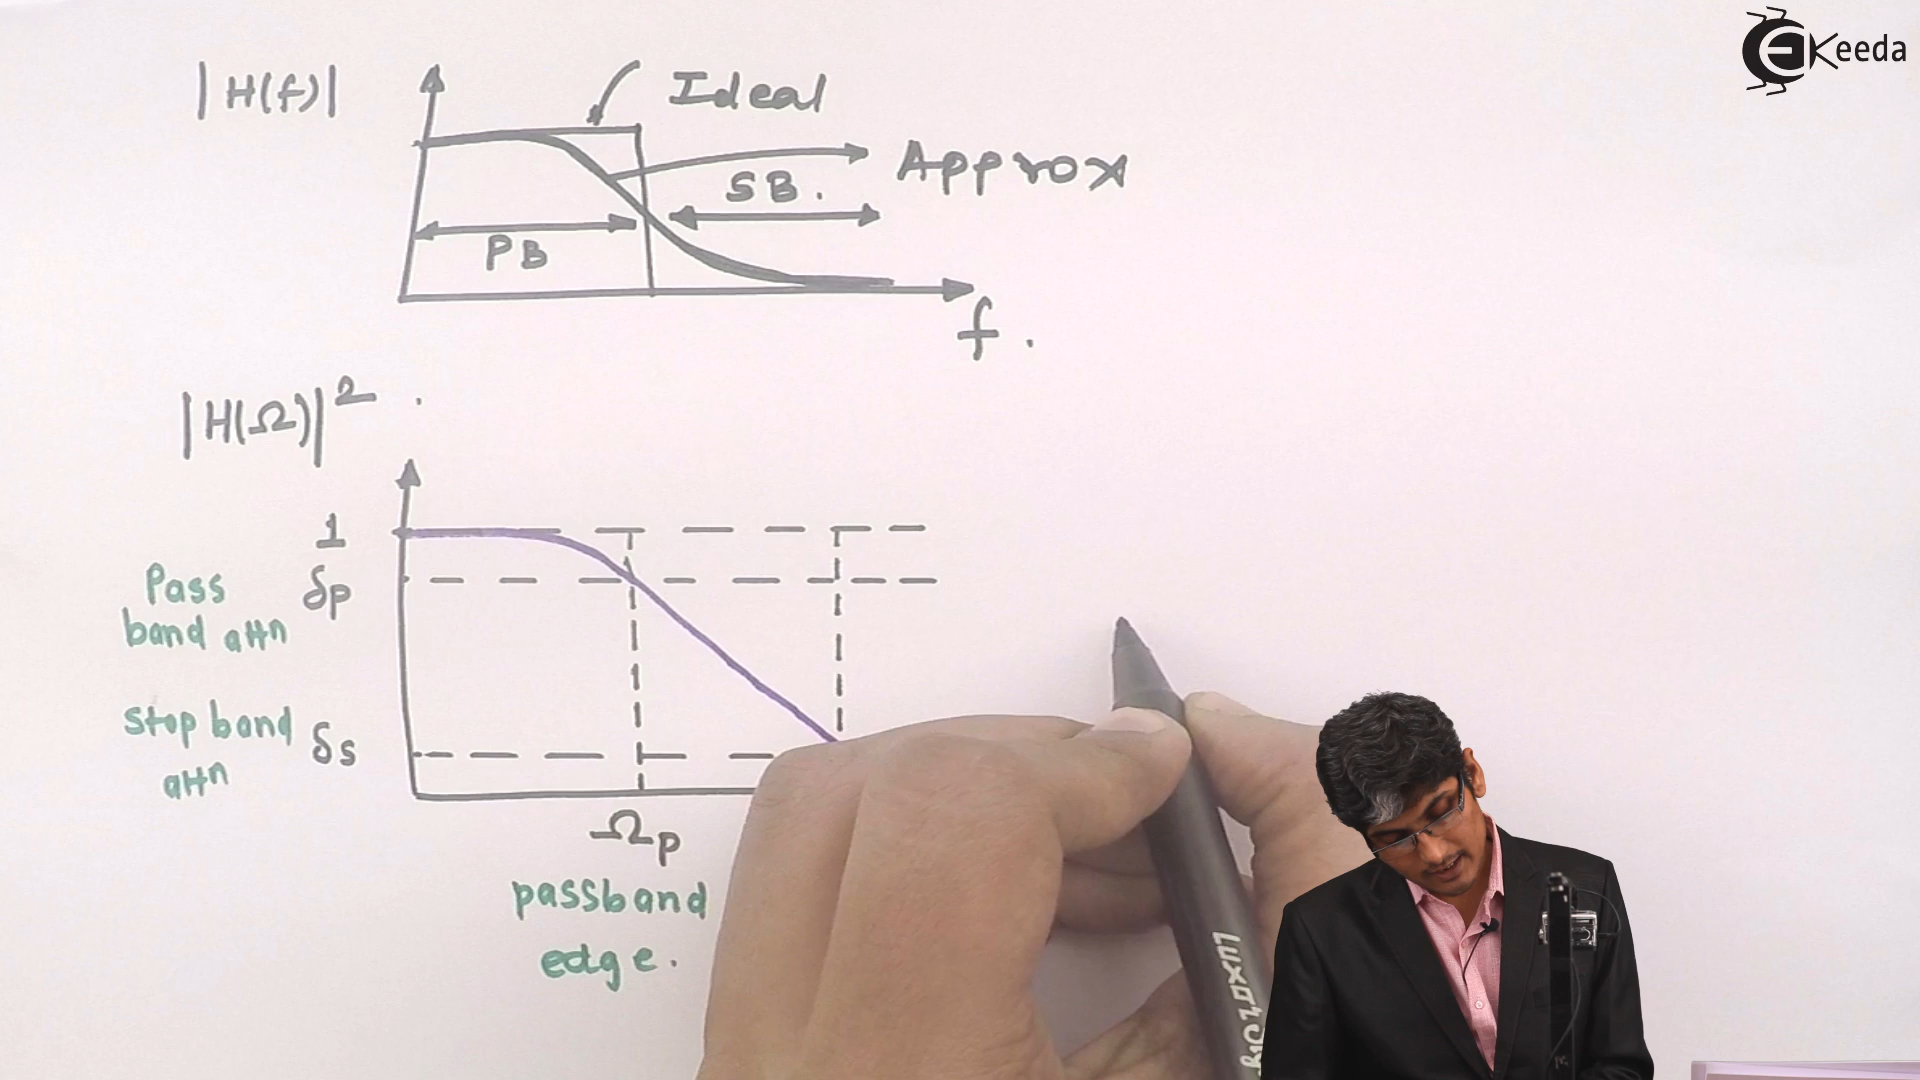 |H(f)|
Ideal
Approx
SB.
PB
f.
|H(Ω)|²
1
δp
Pass
band attn
stop band
attn
δs
Ωp
passband
edge.
LUXOR
Keeda